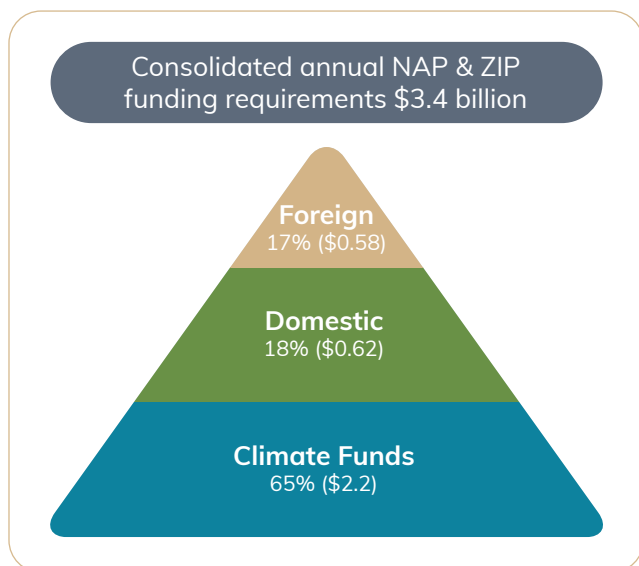 Consolidated annual NAP & ZIP
funding requirements $3.4 billion
Foreign
17% ($0.58)
Domestic
18% ($0.62)
Climate Funds
65% ($2.2)